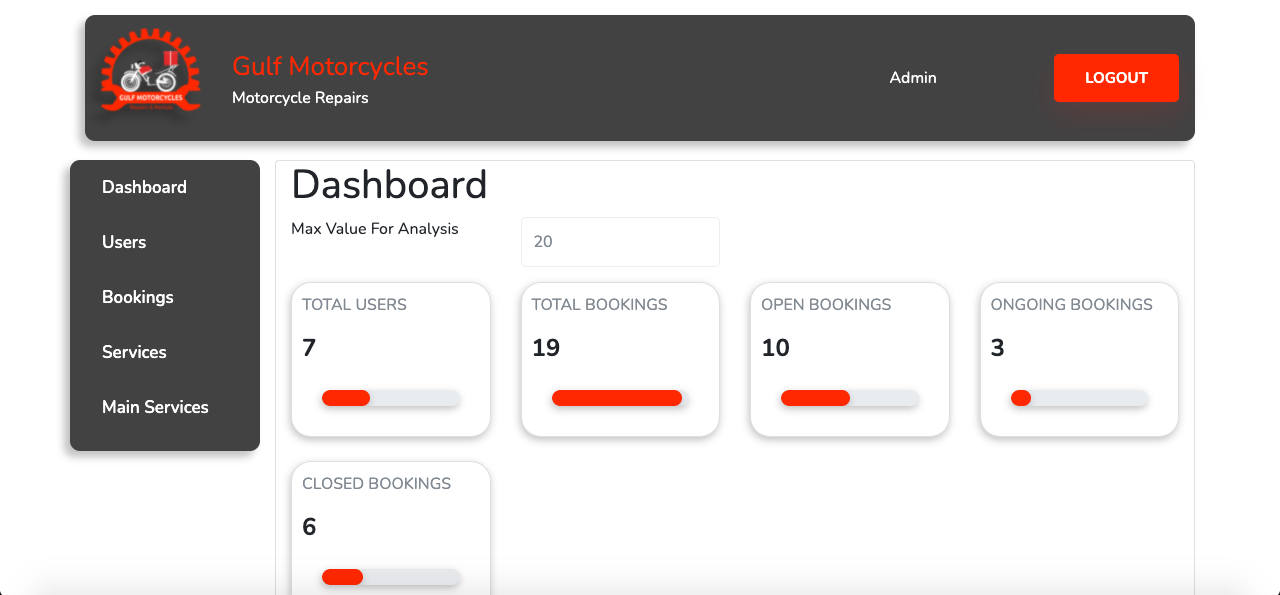 GULF MOTORCYCLES
Gulf Motorcycles
Motorcycle Repairs
Admin
LOGOUT
Dashboard
Users
Bookings
Services
Main Services
Dashboard
Max Value For Analysis
20
TOTAL USERS
7
TOTAL BOOKINGS
19
OPEN BOOKINGS
10
ONGOING BOOKINGS
3
CLOSED BOOKINGS
6